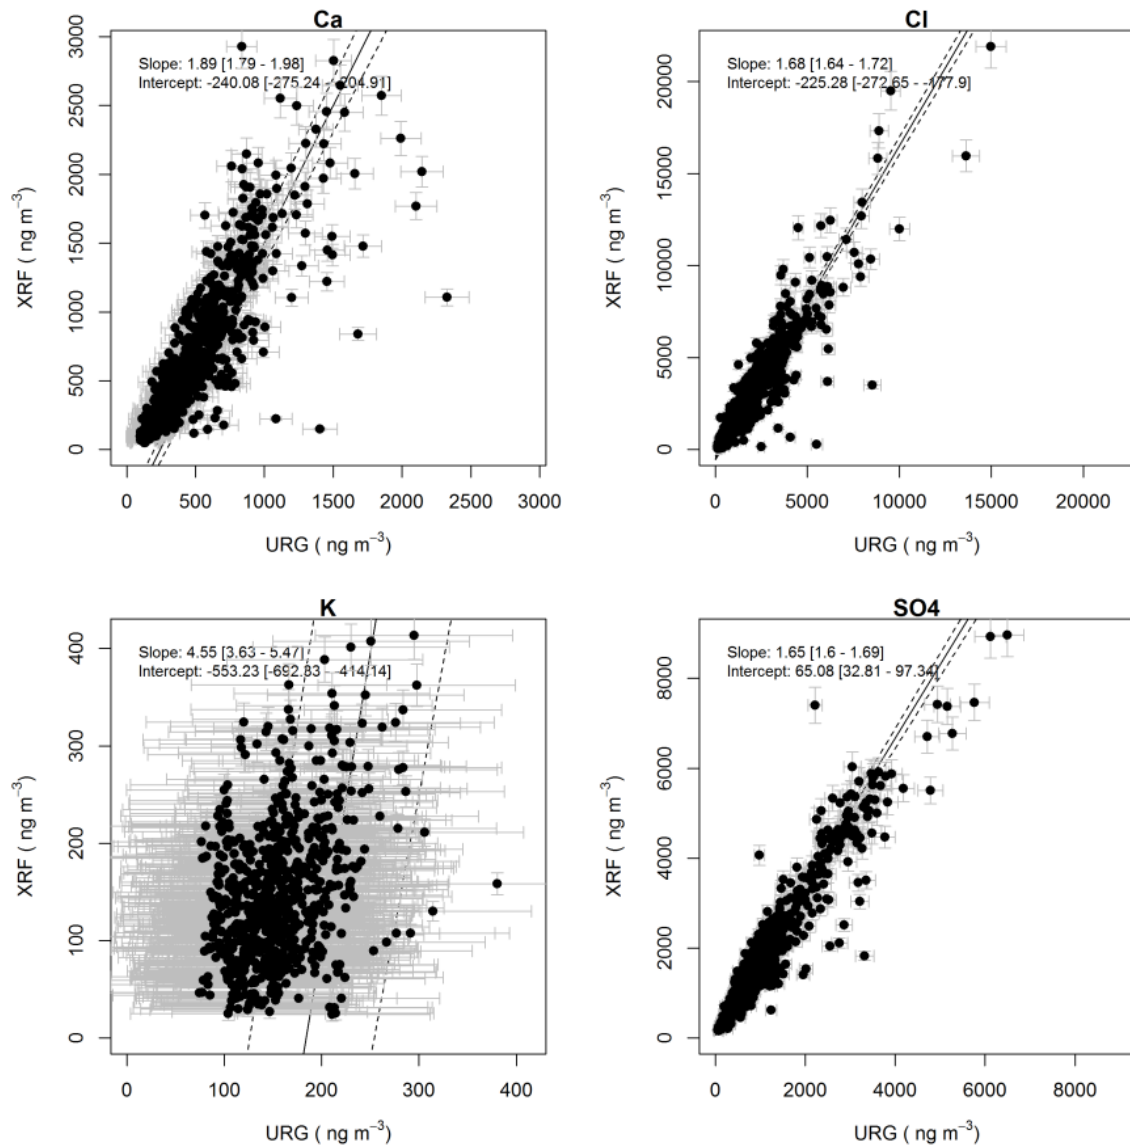 Ca
Slope: 1.89 [1.79 - 1.98]
Intercept: -240.08 [-275.24 - -204.91]
XRF ( ng m⁻³)
0
500
1000
1500
2000
2500
3000
0 500 1000 1500 2000 2500 3000
URG ( ng m⁻³)
Cl
Slope: 1.68 [1.64 - 1.72]
Intercept: -225.28 [-272.65 - -177.9]
XRF ( ng m⁻³)
0
5000
10000
15000
20000
0 5000 10000 15000 20000
URG ( ng m⁻³)
K
Slope: 4.55 [3.63 - 5.47]
Intercept: -553.23 [-692.33 - -414.14]
XRF ( ng m⁻³)
0
100
200
300
400
0 100 200 300 400
URG ( ng m⁻³)
SO4
Slope: 1.65 [1.6 - 1.69]
Intercept: 65.08 [32.81 - 97.34]
XRF ( ng m⁻³)
0
2000
4000
6000
8000
0 2000 4000 6000 8000
URG ( ng m⁻³)